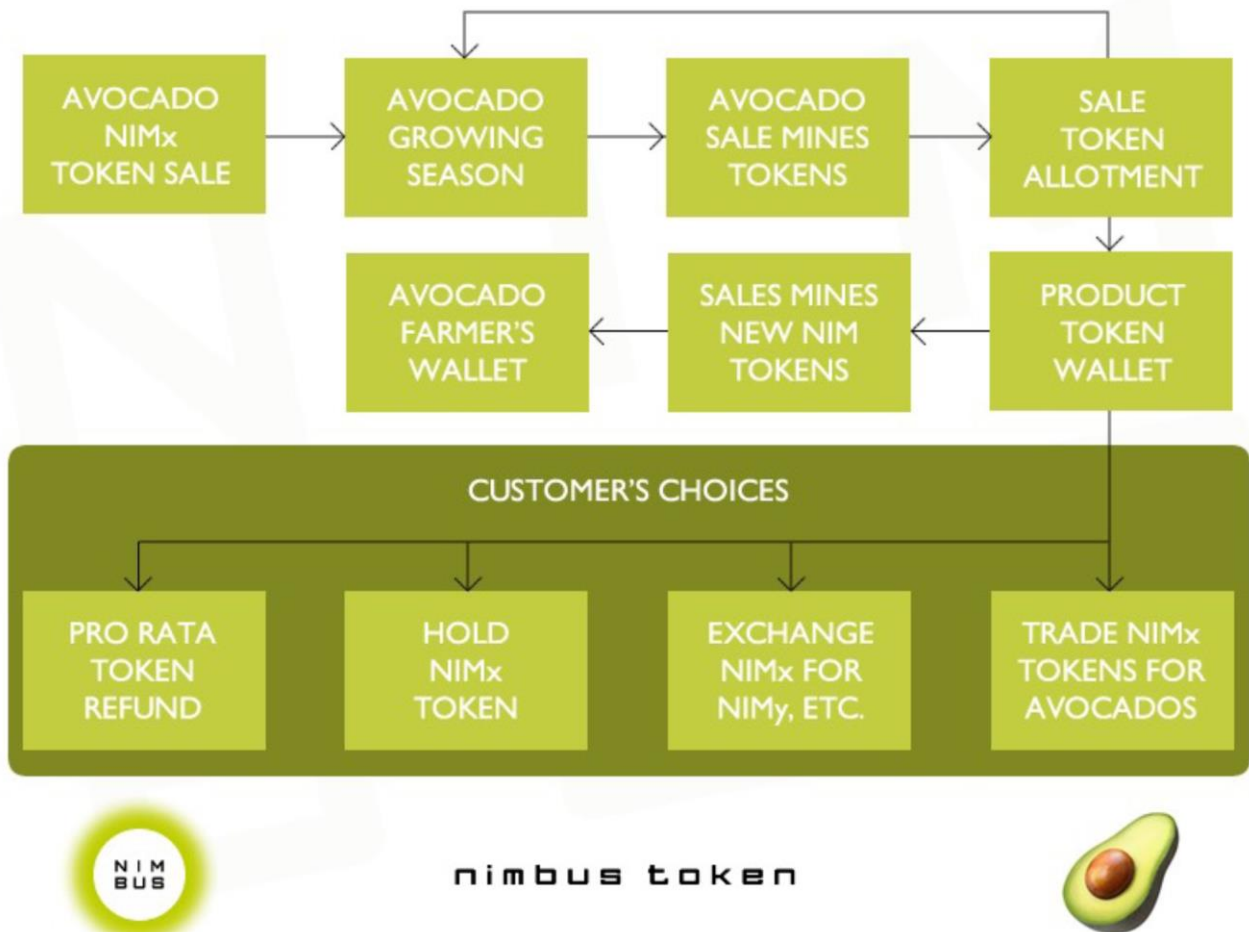 AVOCADO
NIMx
TOKEN SALE
AVOCADO
GROWING
SEASON
AVOCADO
SALE MINES
TOKENS
SALE
TOKEN
ALLOTMENT
AVOCADO
FARMER'S
WALLET
SALES MINES
NEW NIM
TOKENS
PRODUCT
TOKEN
WALLET
CUSTOMER'S CHOICES
PRO RATA
TOKEN
REFUND
HOLD
NIMx
TOKEN
EXCHANGE
NIMx FOR
NIMy, ETC.
TRADE NIMx
TOKENS FOR
AVOCADOS
NIM
BUS
nimbus token